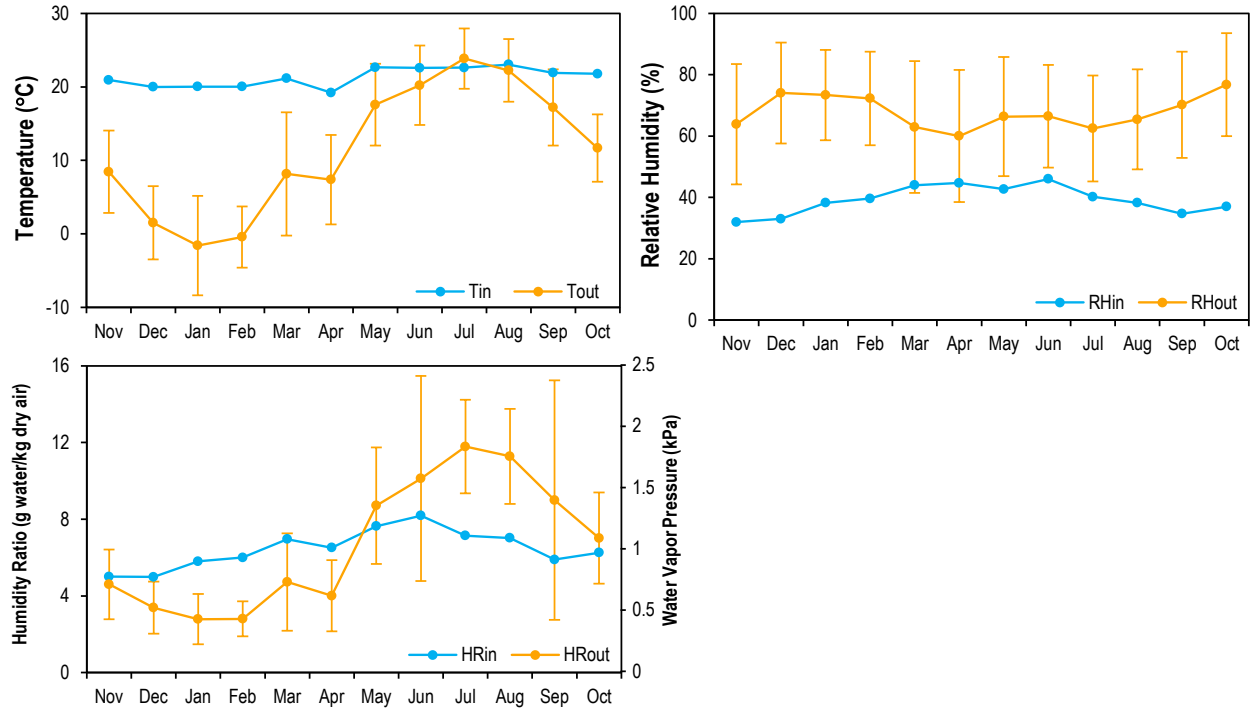 Temperature (°C)
30
20
10
0
-10
Tin Tout
Nov Dec Jan Feb Mar Apr May Jun Jul Aug Sep Oct
Relative Humidity (%)
100
80
60
40
20
0
RHin RHout
Nov Dec Jan Feb Mar Apr May Jun Jul Aug Sep Oct
Humidity Ratio (g water/kg dry air)
16
12
8
4
0
HRin HRout
Nov Dec Jan Feb Mar Apr May Jun Jul Aug Sep Oct
2.5
2
1.5
1
0.5
0
Water Vapor Pressure (kPa)